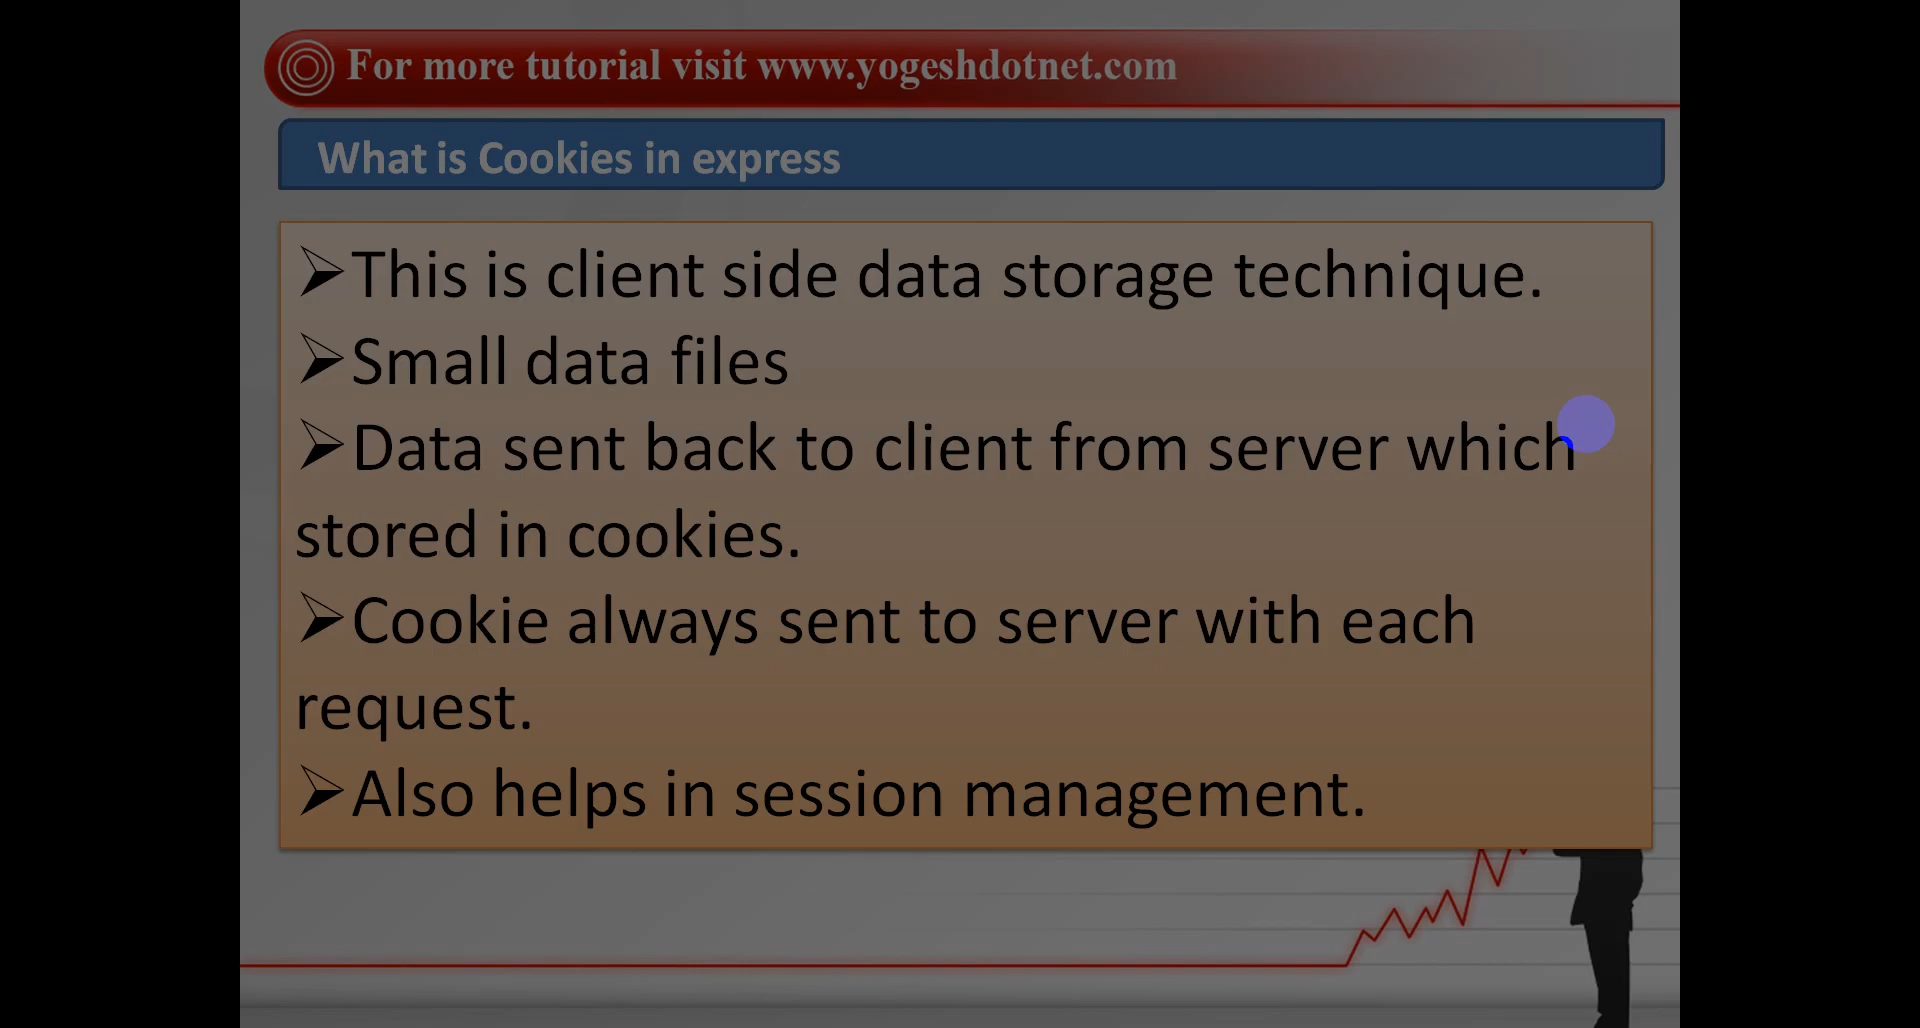 For more tutorial visit www.yogeshdotnet.com
What is Cookies in express
➢This is client side data storage technique.
➢Small data files
➢Data sent back to client from server which
stored in cookies.
➢Cookie always sent to server with each
request.
➢Also helps in session management.